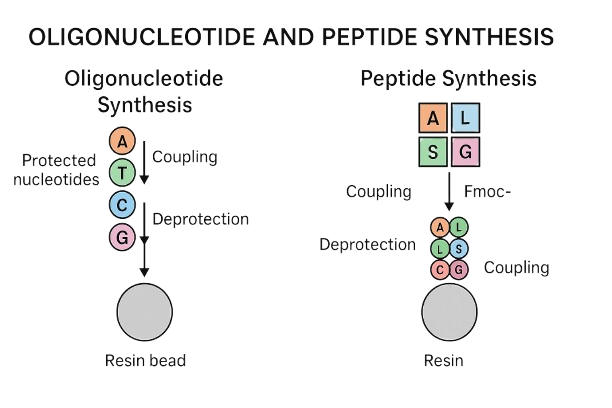 OLIGONUCLEOTIDE AND PEPTIDE SYNTHESIS
Oligonucleotide
Synthesis
Protected
nucleotides
A
T
C
G
Coupling
Deprotection
Resin bead
Peptide Synthesis
A L
S G
Coupling
Fmoc-
Deprotection
A L
L S
C G
Coupling
Resin